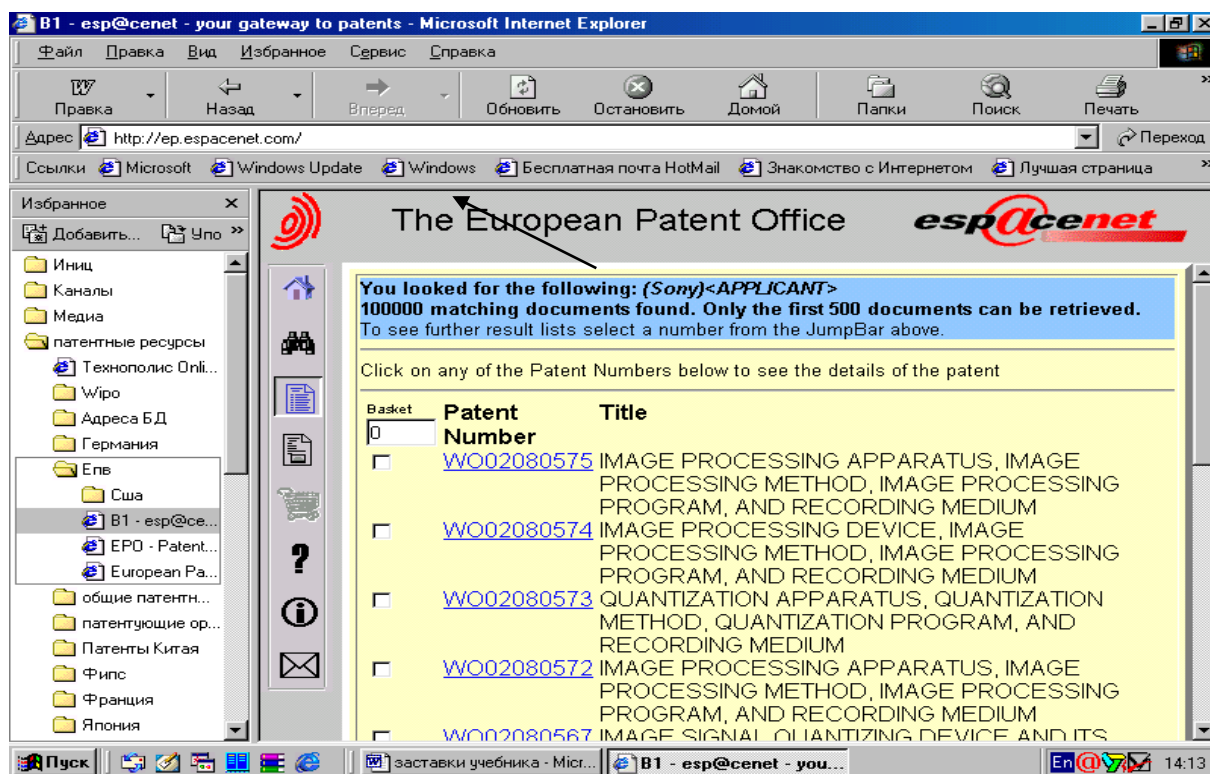 B1 - esp@cenet - your gateway to patents - Microsoft Internet Explorer
Файл Правка Вид Избранное Сервис Справка
Правка Назад Вперед Обновить Остановить Домой Папки Поиск Печать »
Адрес http://ep.espacenet.com/ Переход
Ссылки Microsoft Windows Update Windows Бесплатная почта HotMail Знакомство с Интернетом Лучшая страница »
Избранное
Добавить... Упо »
Иниц
Каналы
Медиа
патентные ресурсы
Технополис Onli...
Wipo
Адреса БД
Германия
Епв
Сша
B1 - esp@ce...
EPO - Patent...
European Pa...
общие патентн...
патентующие ор...
Патенты Китая
Фипс
Франция
Япония
The European Patent Office esp@cenet
You looked for the following: (Sony)<APPLICANT>
100000 matching documents found. Only the first 500 documents can be retrieved.
To see further result lists select a number from the JumpBar above.
Click on any of the Patent Numbers below to see the details of the patent
Basket Patent Number Title
0
WO02080575 IMAGE PROCESSING APPARATUS, IMAGE
PROCESSING METHOD, IMAGE PROCESSING
PROGRAM, AND RECORDING MEDIUM
WO02080574 IMAGE PROCESSING DEVICE, IMAGE
PROCESSING METHOD, IMAGE PROCESSING
PROGRAM, AND RECORDING MEDIUM
WO02080573 QUANTIZATION APPARATUS, QUANTIZATION
METHOD, QUANTIZATION PROGRAM, AND
RECORDING MEDIUM
WO02080572 IMAGE PROCESSING APPARATUS, IMAGE
PROCESSING METHOD, IMAGE PROCESSING
PROGRAM, AND RECORDING MEDIUM
WO02080567 IMAGE SIGNAL QUANTIZING DEVICE AND ITS
Пуск заставки учебника - Micr... B1 - esp@cenet - you... En 14:13